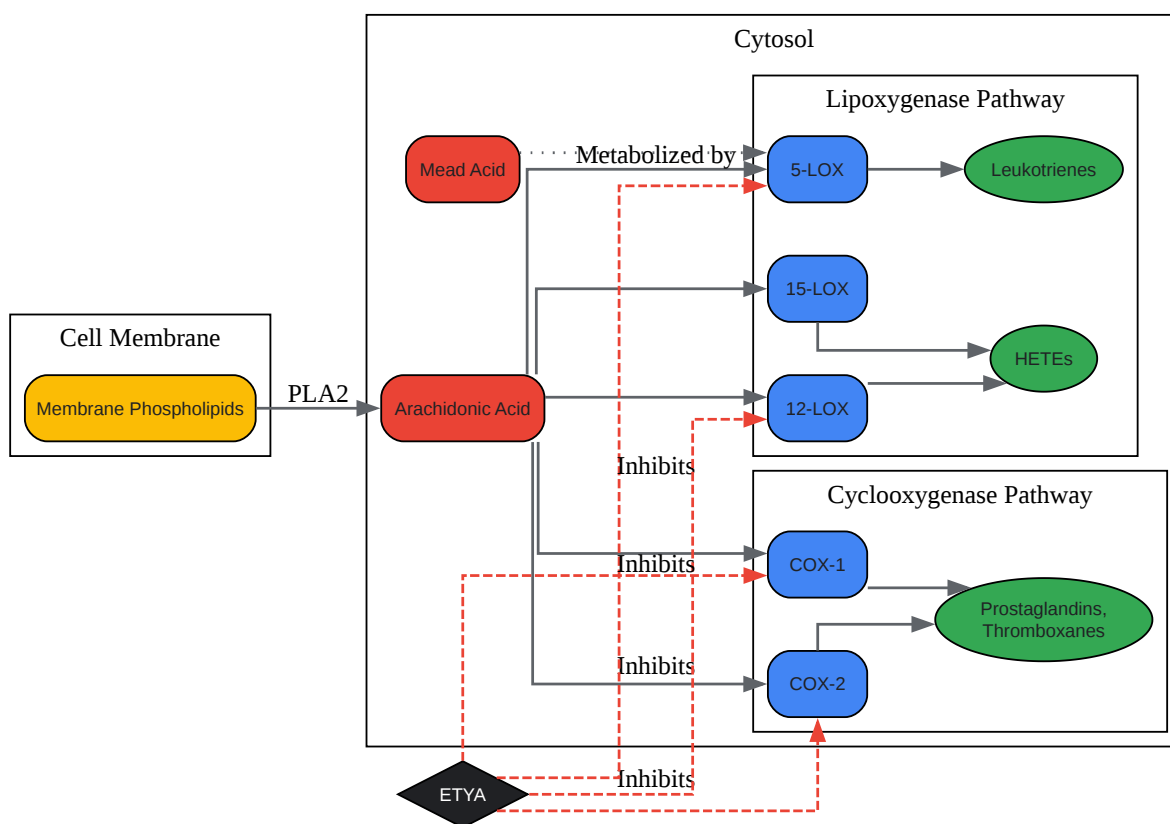 Cytosol
Lipoxygenase Pathway
Mead Acid
Metabolized by
5-LOX
Leukotrienes
15-LOX
Cell Membrane
HETEs
Membrane Phospholipids
PLA2
Arachidonic Acid
12-LOX
Inhibits
Cyclooxygenase Pathway
COX-1
Inhibits
Prostaglandins,
Thromboxanes
Inhibits
COX-2
Inhibits
ETYA